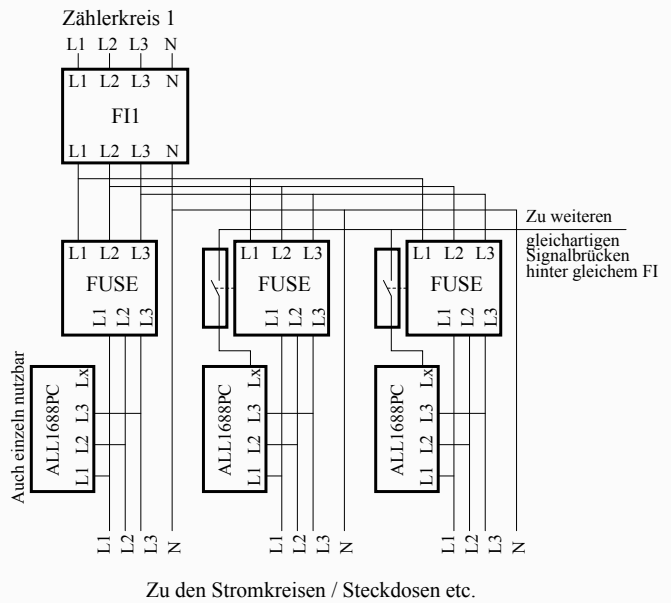 Zählerkreis 1
L1 L2 L3 N
L1 L2 L3 N
FI1
L1 L2 L3 N
Zu weiteren
gleichartigen
Signalbrücken
hinter gleichem FI
L1 L2 L3
FUSE
L1 L2 L3
L1 L2 L3
FUSE
L1 L2 L3
L1 L2 L3
FUSE
L1 L2 L3
Auch einzeln nutzbar
ALL1688PC
L1 L2 L3 Lx
ALL1688PC
L1 L2 L3 Lx
ALL1688PC
L1 L2 L3 Lx
L1 L2 L3 N
L1 L2 L3 N
L1 L2 L3 N
Zu den Stromkreisen / Steckdosen etc.